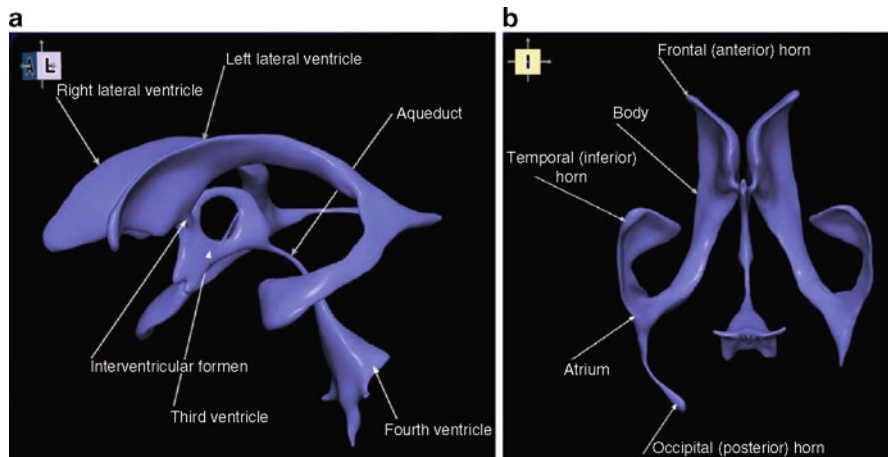 a
A L
Left lateral ventricle
Right lateral ventricle
Aqueduct
Interventricular formen
Third ventricle
Fourth ventricle
b
I
Frontal (anterior) horn
Body
Temporal (inferior)
horn
Atrium
Occipital (posterior) horn